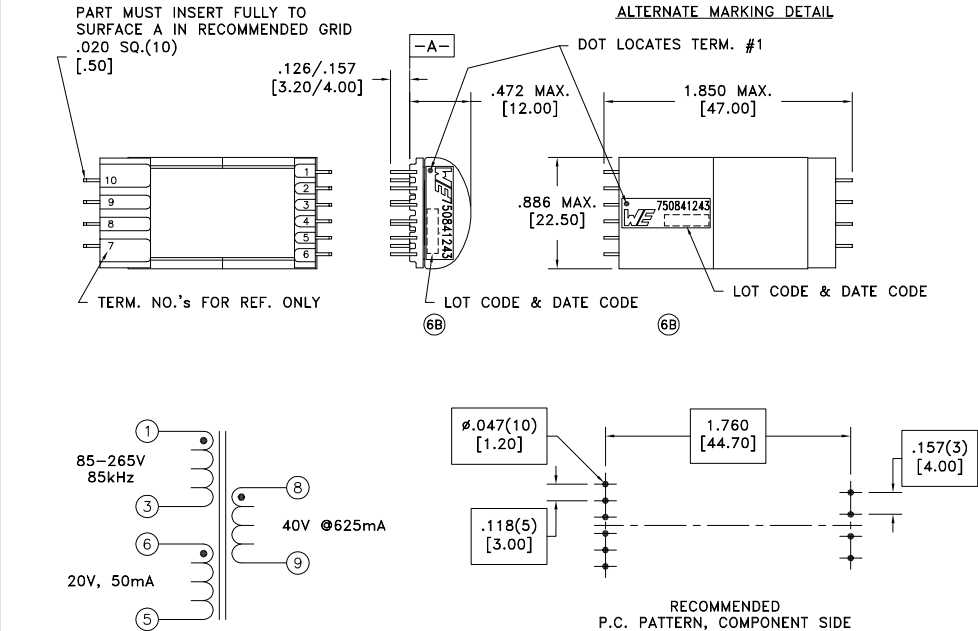 PART MUST INSERT FULLY TO
SURFACE A IN RECOMMENDED GRID
.020 SQ.(10)
[.50]
ALTERNATE MARKING DETAIL
-A-
DOT LOCATES TERM. #1
.126/.157
[3.20/4.00]
.472 MAX.
[12.00]
1.850 MAX.
[47.00]
10
9
8
7
1
2
3
4
5
6
WE
750841243
.886 MAX.
[22.50]
WE
750841243
TERM. NO.'s FOR REF. ONLY
LOT CODE & DATE CODE
6B
LOT CODE & DATE CODE
6B
1
85-265V
85kHz
3
6
20V, 50mA
5
8
40V @625mA
9
ø.047(10)
[1.20]
1.760
[44.70]
.157(3)
[4.00]
.118(5)
[3.00]
RECOMMENDED
P.C. PATTERN, COMPONENT SIDE